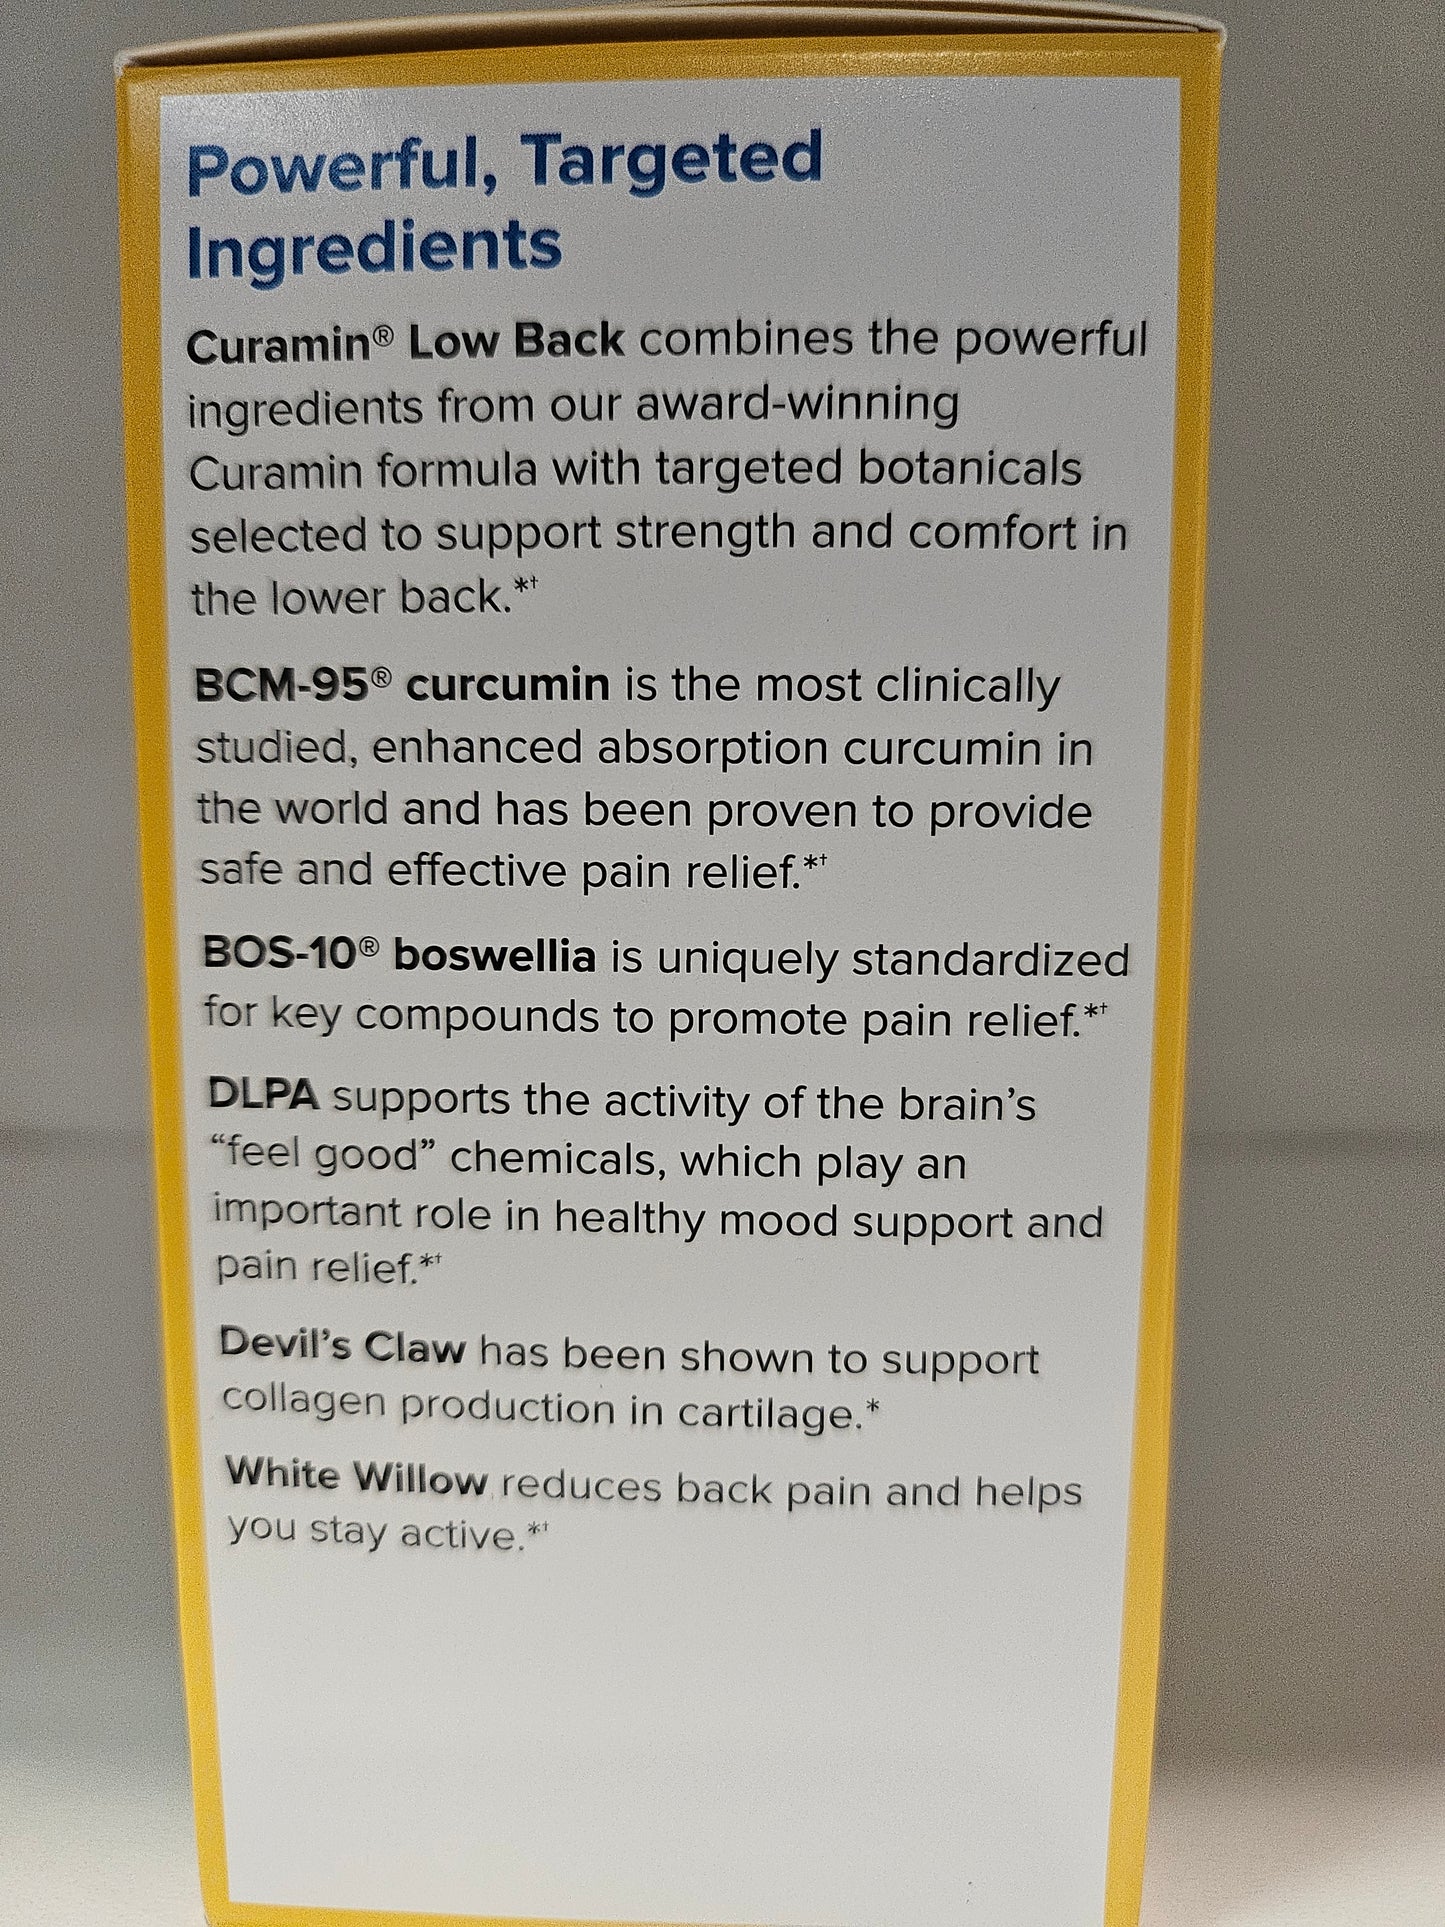 Powerful, Targeted
Ingredients
Curamin® Low Back combines the powerful
ingredients from our award-winning
Curamin formula with targeted botanicals
selected to support strength and comfort in
the lower back.*†
BCM-95® curcumin is the most clinically
studied, enhanced absorption curcumin in
the world and has been proven to provide
safe and effective pain relief.*†
BOS-10® boswellia is uniquely standardized
for key compounds to promote pain relief.*†
DLPA supports the activity of the brain’s
“feel good” chemicals, which play an
important role in healthy mood support and
pain relief.*†
Devil’s Claw has been shown to support
collagen production in cartilage.*
White Willow reduces back pain and helps
you stay active.*†